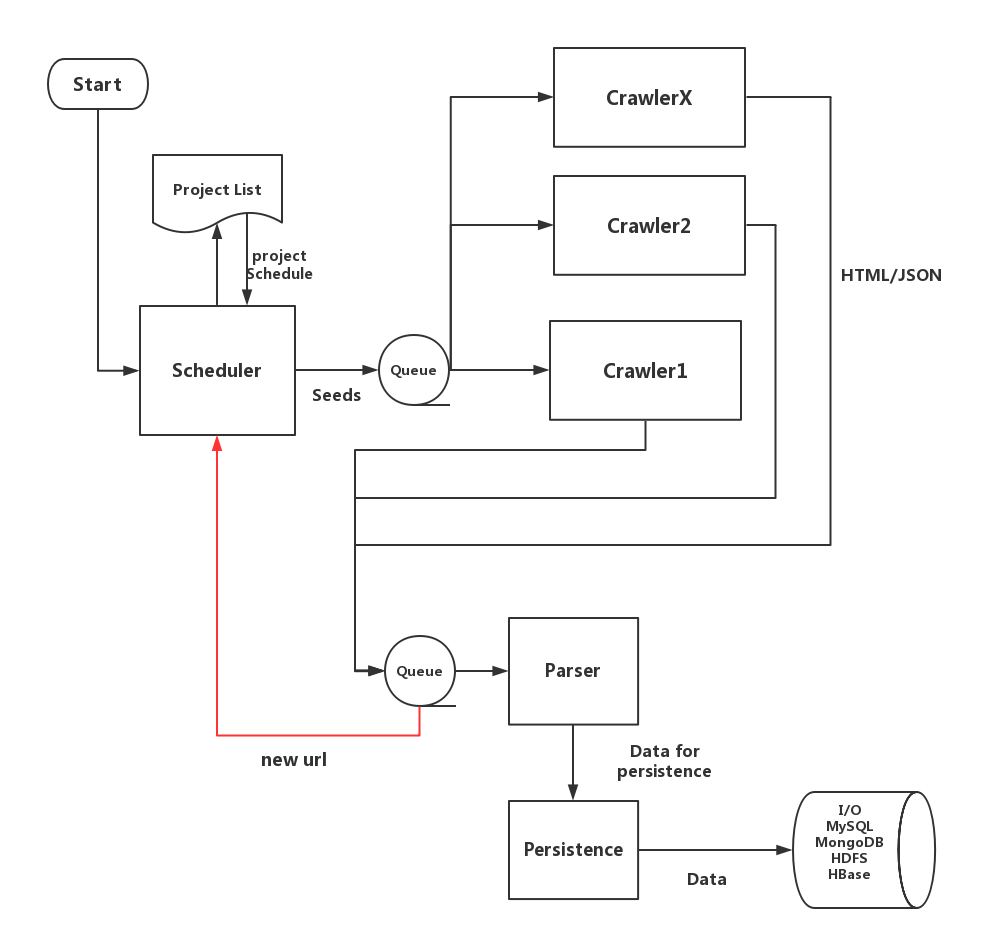 Start
CrawlerX
Project List
Crawler2
project
Schedule
HTML/JSON
Scheduler
Seeds
Queue
Crawler1
Queue
Parser
new url
Data for
persistence
Persistence
Data
I/O
MySQL
MongoDB
HDFS
HBase